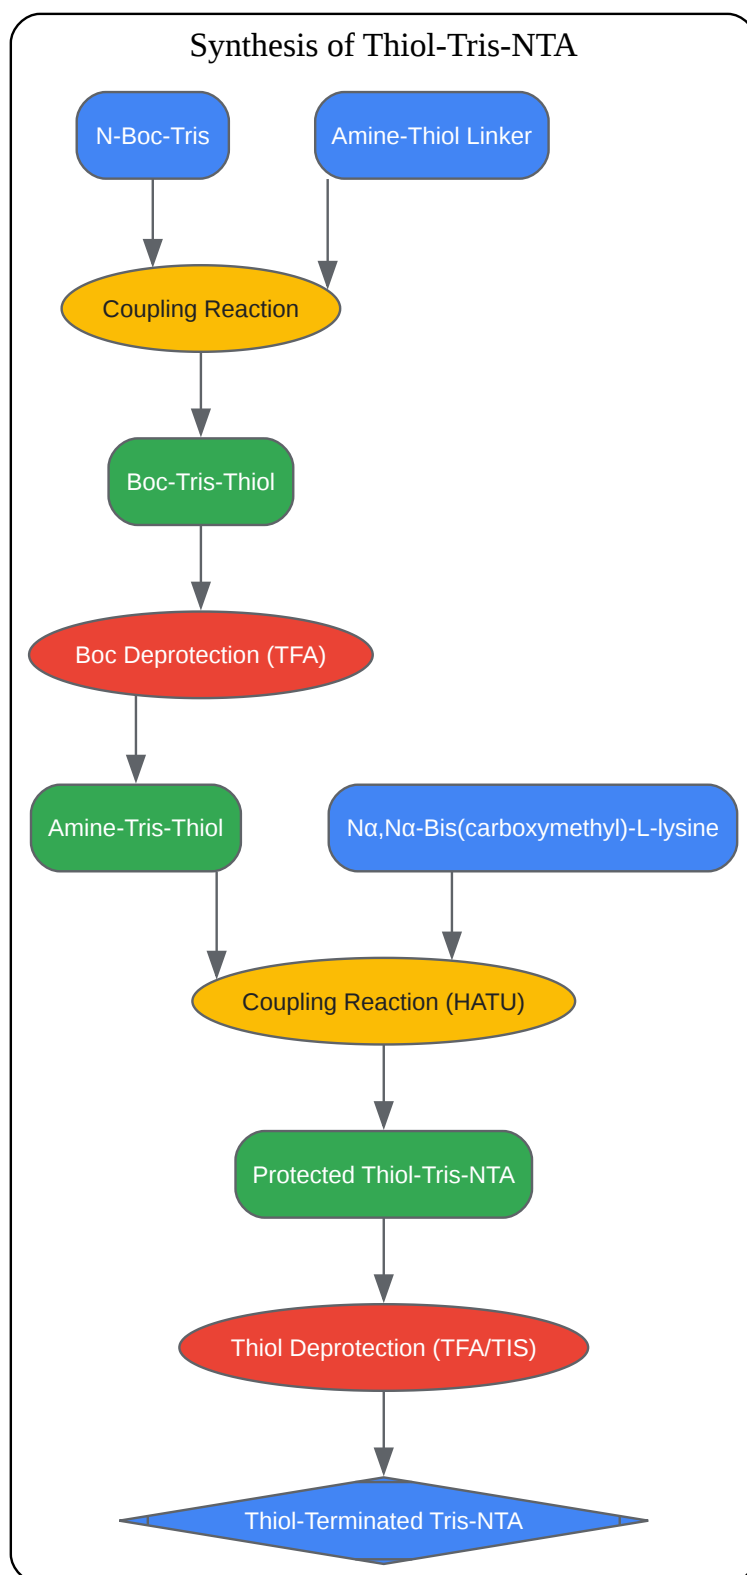 Synthesis of Thiol-Tris-NTA
N-Boc-Tris
Amine-Thiol Linker
Coupling Reaction
Boc-Tris-Thiol
Boc Deprotection (TFA)
Amine-Tris-Thiol
Nα,Nα-Bis(carboxymethyl)-L-lysine
Coupling Reaction (HATU)
Protected Thiol-Tris-NTA
Thiol Deprotection (TFA/TIS)
Thiol-Terminated Tris-NTA